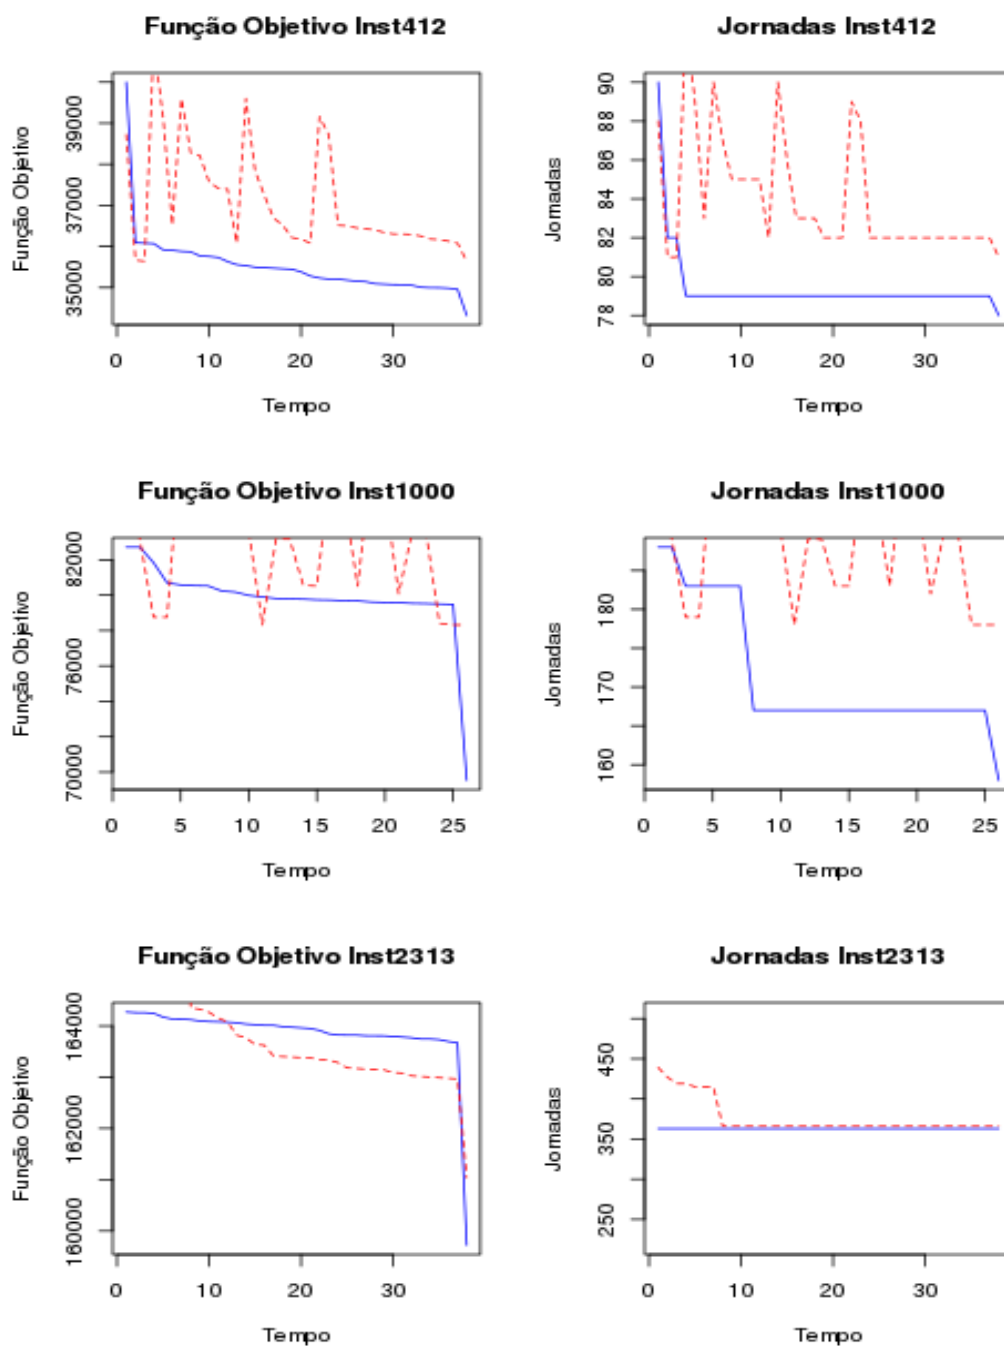 Função Objetivo Inst412
Jornadas Inst412
Função Objetivo
35000 37000 39000
0 10 20 30
Tempo
Jornadas
78 80 82 84 86 88 90
0 10 20 30
Tempo
Função Objetivo Inst1000
Jornadas Inst1000
Função Objetivo
70000 76000 82000
0 5 10 15 20 25
Tempo
Jornadas
160 170 180
0 5 10 15 20 25
Tempo
Função Objetivo Inst2313
Jornadas Inst2313
Função Objetivo
160000 162000 164000
0 10 20 30
Tempo
Jornadas
250 350 450
0 10 20 30
Tempo